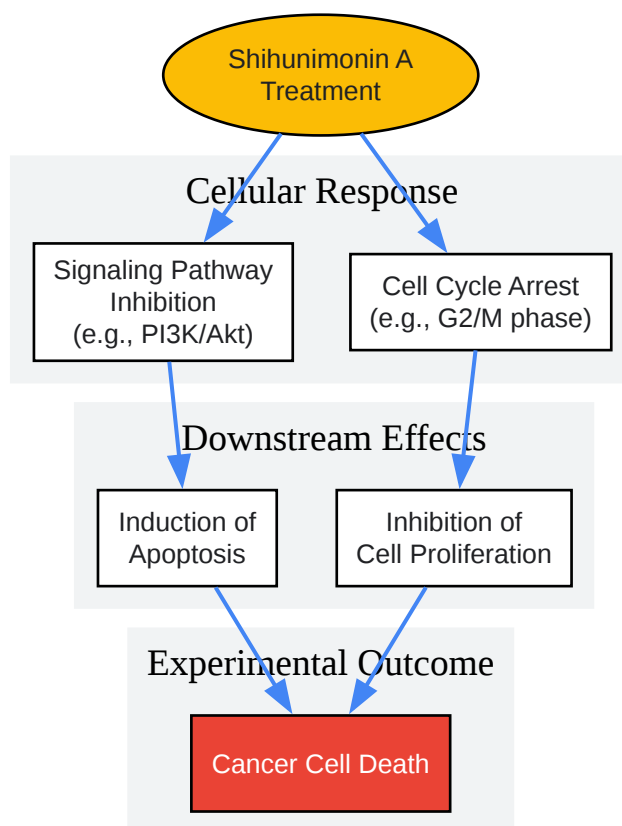 Shihunimonin A
Treatment
Cellular Response
Signaling Pathway
Inhibition
(e.g., PI3K/Akt)
Cell Cycle Arrest
(e.g., G2/M phase)
Downstream Effects
Induction of
Apoptosis
Inhibition of
Cell Proliferation
Experimental Outcome
Cancer Cell Death